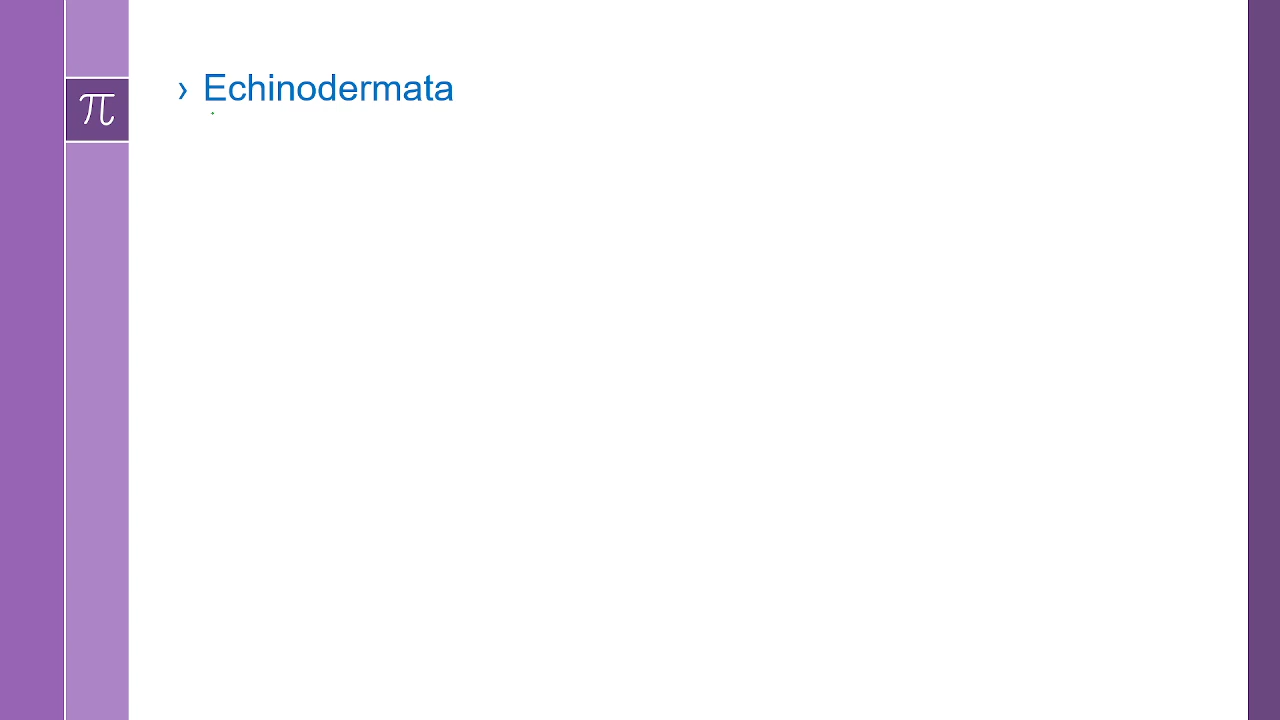 π
› Echinodermata